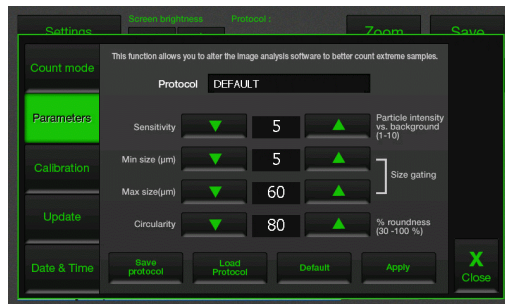 Screen brightness Protocol :
Settings Zoom Save
This function allows you to alter the Image analysis software to better count extreme samples.
Count mode
Protocol DEFAULT
Parameters
Sensitivity 5 Particle intensity
vs. background
(1-10)
Min size (µm) 5
Calibration
Size gating
Max size(µm) 60
Update
Circularity 80 % roundness
(30 -100 %)
Date & Time
Save
protocol
Load
Protocol
Default
Apply
X
Close